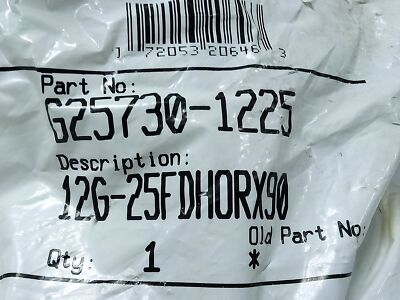 1 72053 20646 3
Part No:
G25730-1225
Description:
12G-25FDHORX90
Old Part No:
Qty: 1 *